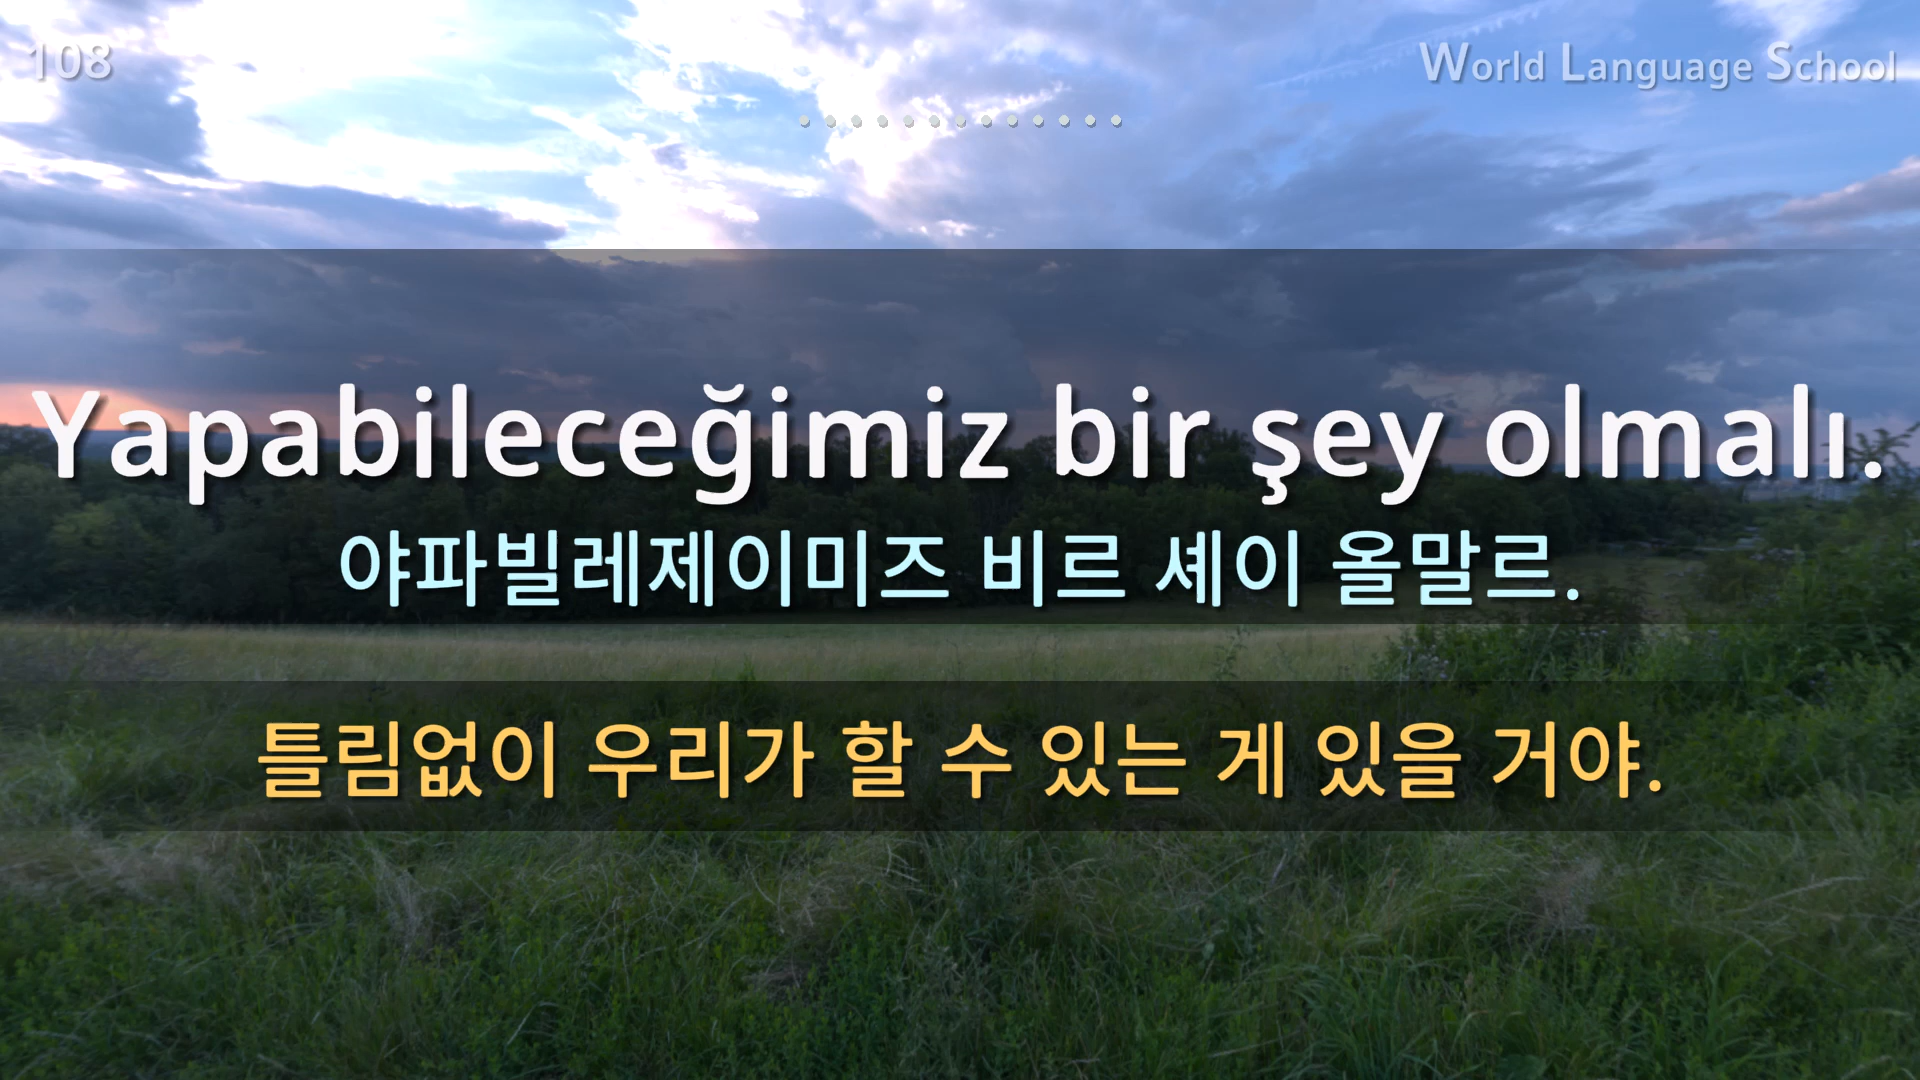 108
World Language School
Yapabileceğimiz bir şey olmalı.
야파빌레제이미즈 비르 셰이 올말르.
틀림없이 우리가 할 수 있는 게 있을 거야.